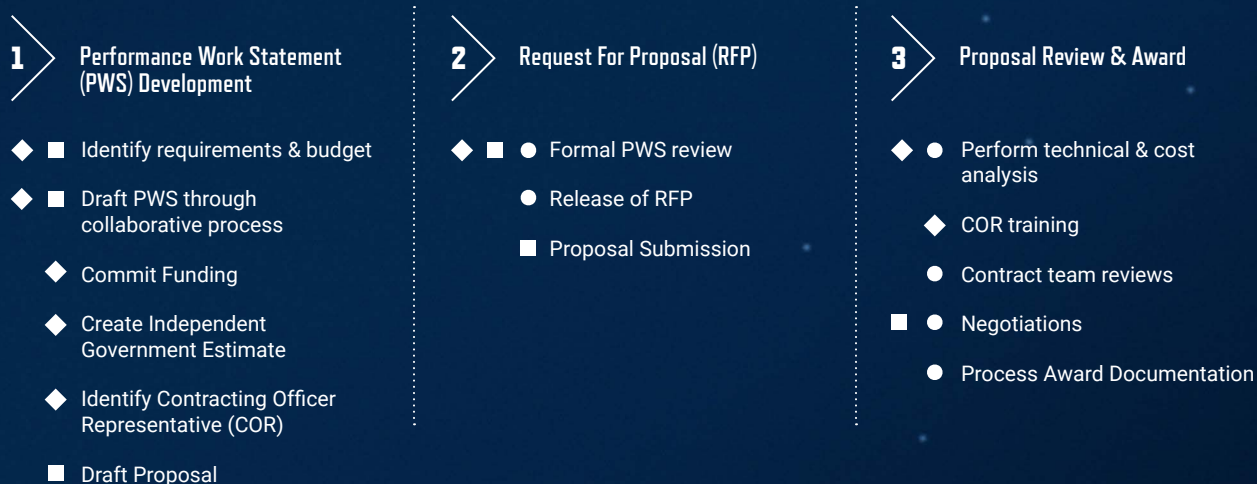 1
Performance Work Statement
(PWS) Development
Identify requirements & budget
Draft PWS through
collaborative process
Commit Funding
Create Independent
Government Estimate
Identify Contracting Officer
Representative (COR)
Draft Proposal
2
Request For Proposal (RFP)
Formal PWS review
Release of RFP
Proposal Submission
3
Proposal Review & Award
Perform technical & cost
analysis
COR training
Contract team reviews
Negotiations
Process Award Documentation